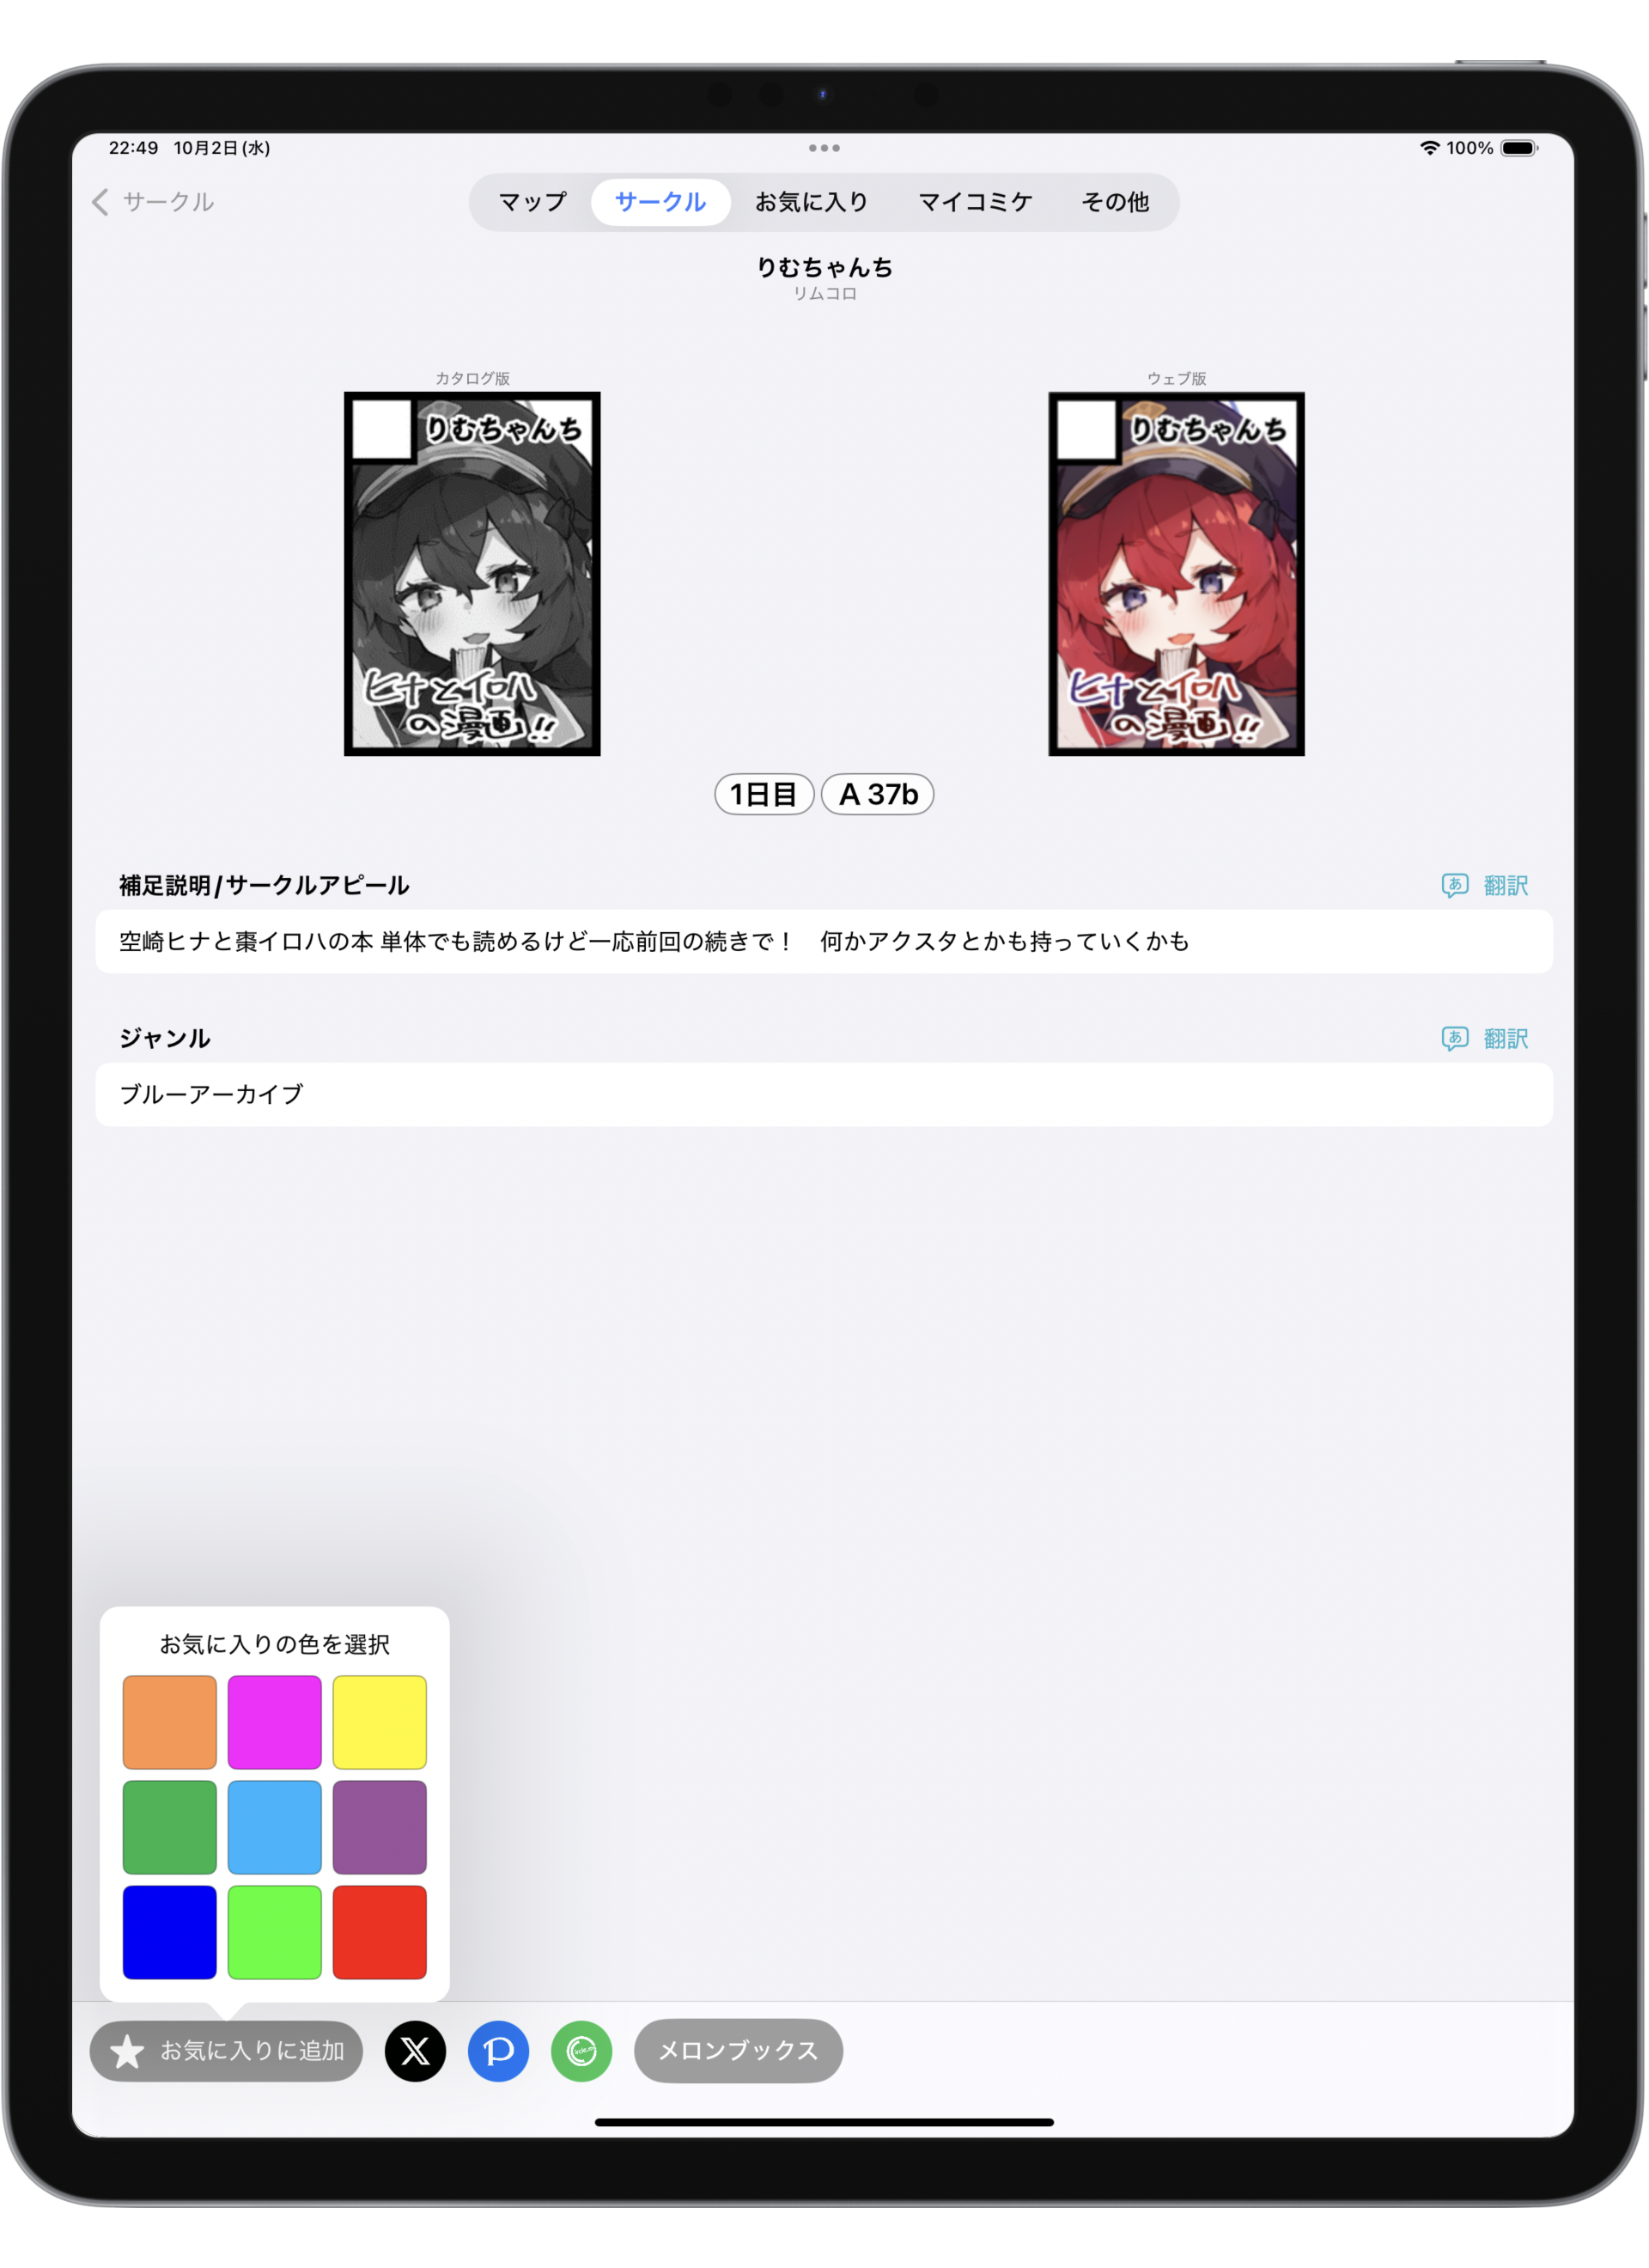 22:49 10月2日(水)
100%
サークル
マップ サークル お気に入り マイコミケ その他
りむちゃんち
リムコロ
カタログ版
りむちゃんち
ヒナとイロハ
の漫画!!
ウェブ版
りむちゃんち
ヒナとイロハ
の漫画!!
1日目 A 37b
補足説明/サークルアピール
翻訳
空崎ヒナと棗イロハの本 単体でも読めるけど一応前回の続きで！　何かアクスタとかも持っていくかも
ジャンル
翻訳
ブルーアーカイブ
お気に入りの色を選択
お気に入りに追加
メロンブックス